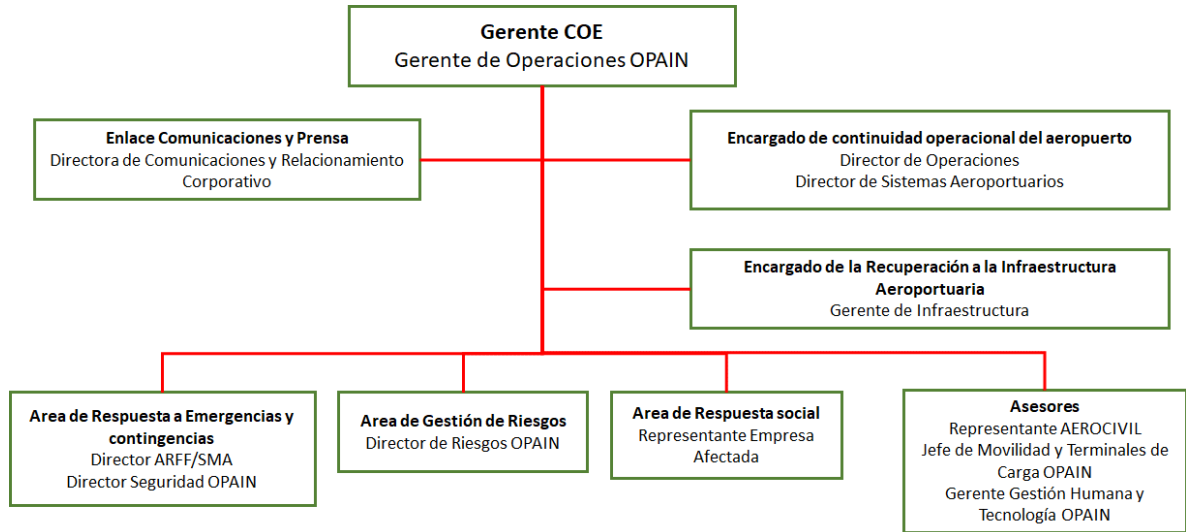 Gerente COE
Gerente de Operaciones OPAIN
Enlace Comunicaciones y Prensa
Directora de Comunicaciones y Relacionamiento
Corporativo
Encargado de continuidad operacional del aeropuerto
Director de Operaciones
Director de Sistemas Aeroportuarios
Encargado de la Recuperación a la Infraestructura
Aeroportuaria
Gerente de Infraestructura
Area de Respuesta a Emergencias y
contingencias
Director ARFF/SMA
Director Seguridad OPAIN
Area de Gestión de Riesgos
Director de Riesgos OPAIN
Area de Respuesta social
Representante Empresa
Afectada
Asesores
Representante AEROCIVIL
Jefe de Movilidad y Terminales de
Carga OPAIN
Gerente Gestión Humana y
Tecnología OPAIN